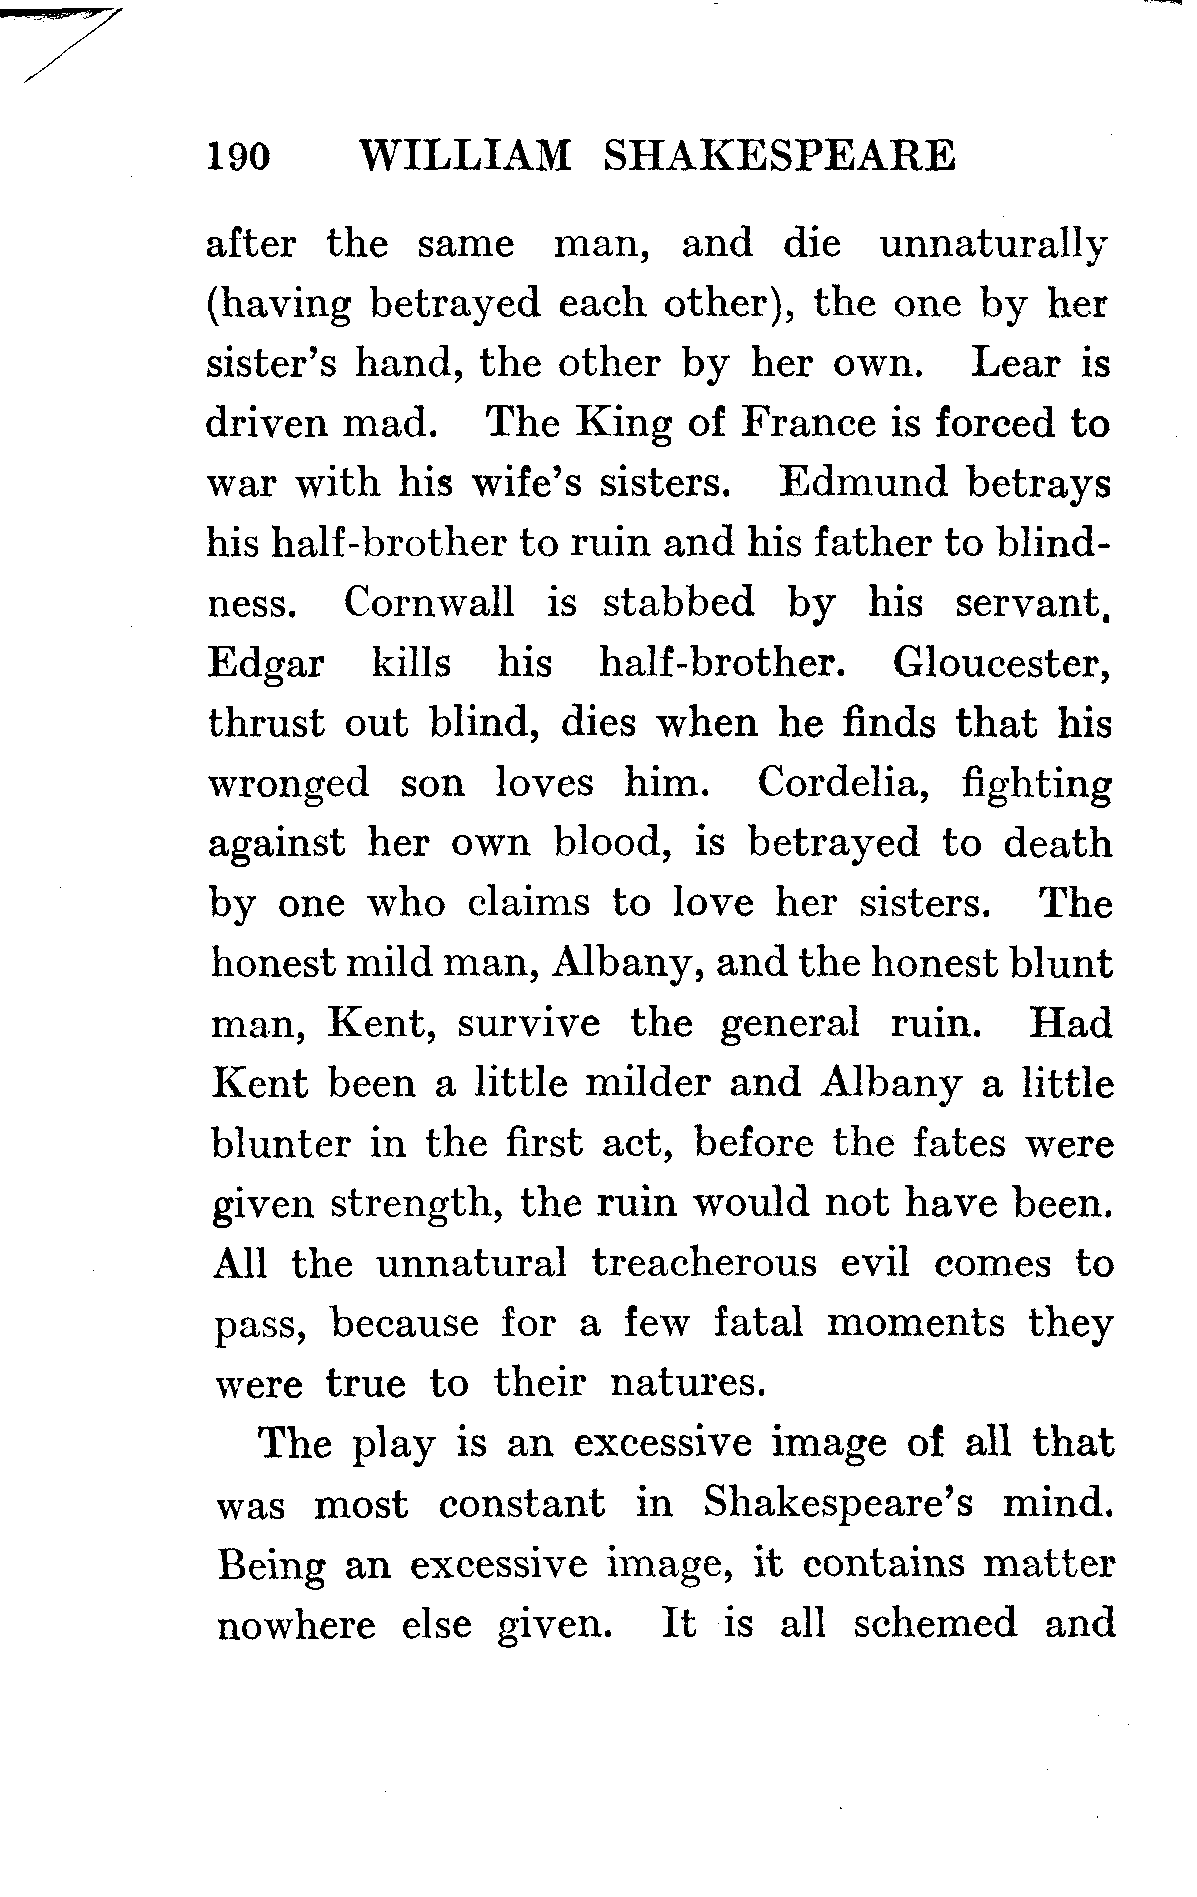 190 WILLIAM SHAKESPEARE
after the same man, and die unnaturally
(having betrayed each other), the one by her
sister's hand, the other by her own. Lear is
driven mad. The King of France is forced to
war with his wife's sisters. Edmund betrays
his half-brother to ruin and his father to blind-
ness. Cornwall is stabbed by his servant.
Edgar kills his half-brother. Gloucester,
thrust out blind, dies when he finds that his
wronged son loves him. Cordelia, fighting
against her own blood, is betrayed to death
by one who claims to love her sisters. The
honest mild man, Albany, and the honest blunt
man, Kent, survive the general ruin. Had
Kent been a little milder and Albany a little
blunter in the first act, before the fates were
given strength, the ruin would not have been.
All the unnatural treacherous evil comes to
pass, because for a few fatal moments they
were true to their natures.
The play is an excessive image of all that
was most constant in Shakespeare's mind.
Being an excessive image, it contains matter
nowhere else given. It is all schemed and